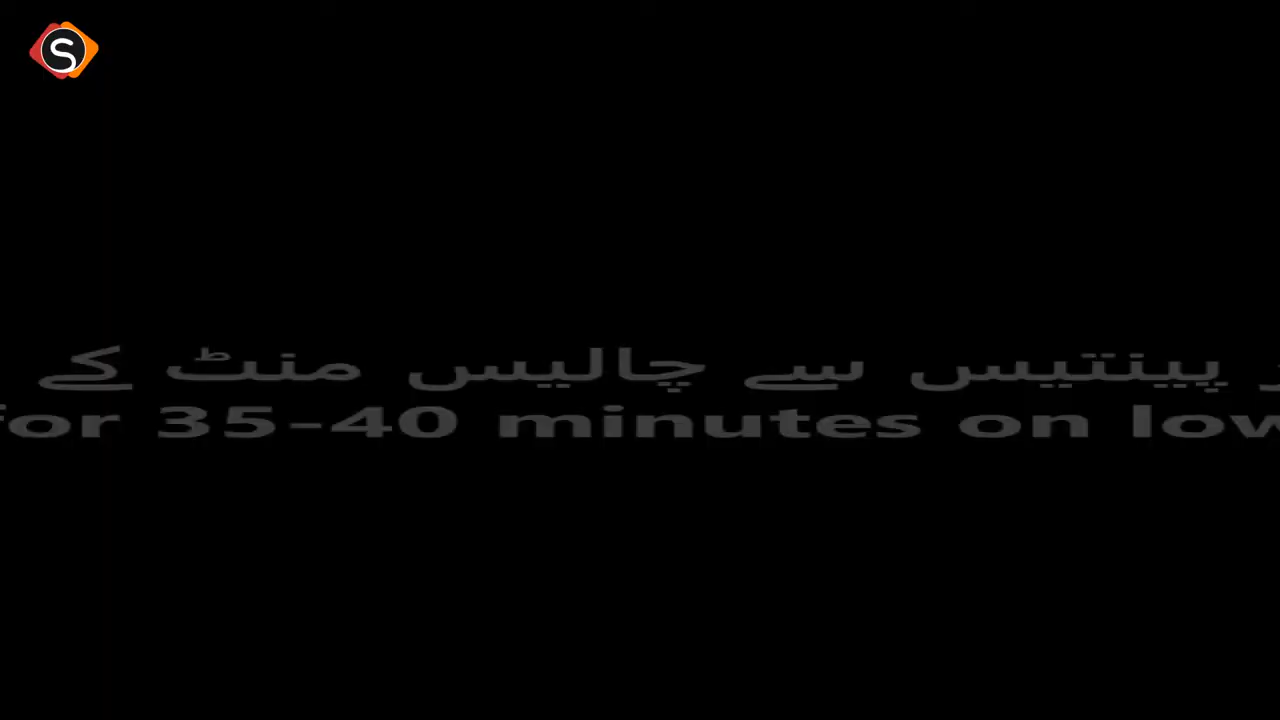 پینتیس سے چالیس منٹ کے
for 35-40 minutes on low